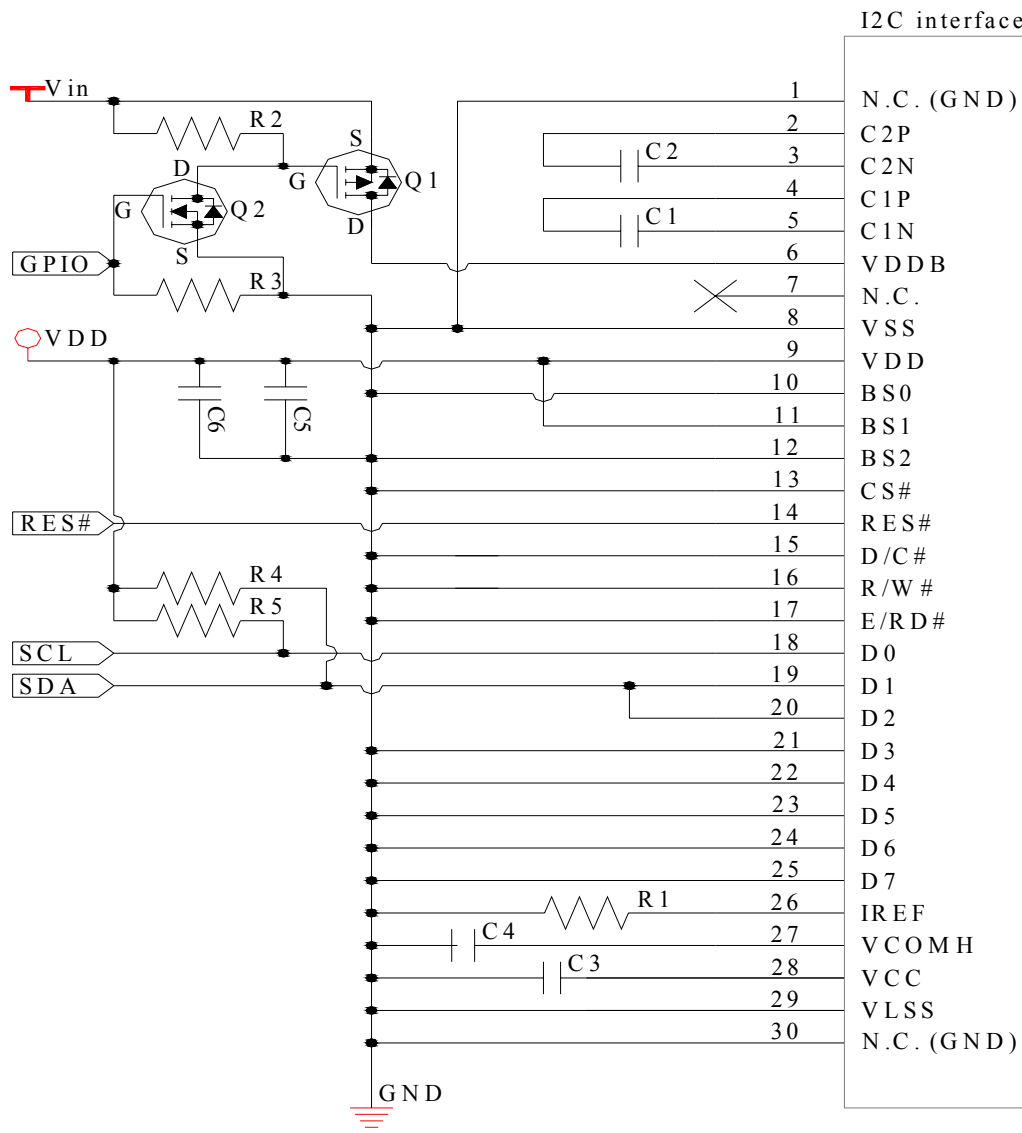 I2C interface
Vin
R2
S
D
G
Q1
G
Q2
D
S
GPIO
R3
VDD
C6
C5
RES#
R4
R5
SCL
SDA
GND
C2
C1
R1
C4
C3
1 N.C. (GND)
2 C2P
3 C2N
4 C1P
5 C1N
6 VDDB
7 N.C.
8 VSS
9 VDD
10 BS0
11 BS1
12 BS2
13 CS#
14 RES#
15 D/C#
16 R/W#
17 E/RD#
18 D0
19 D1
20 D2
21 D3
22 D4
23 D5
24 D6
25 D7
26 IREF
27 VCOMH
28 VCC
29 VLSS
30 N.C. (GND)